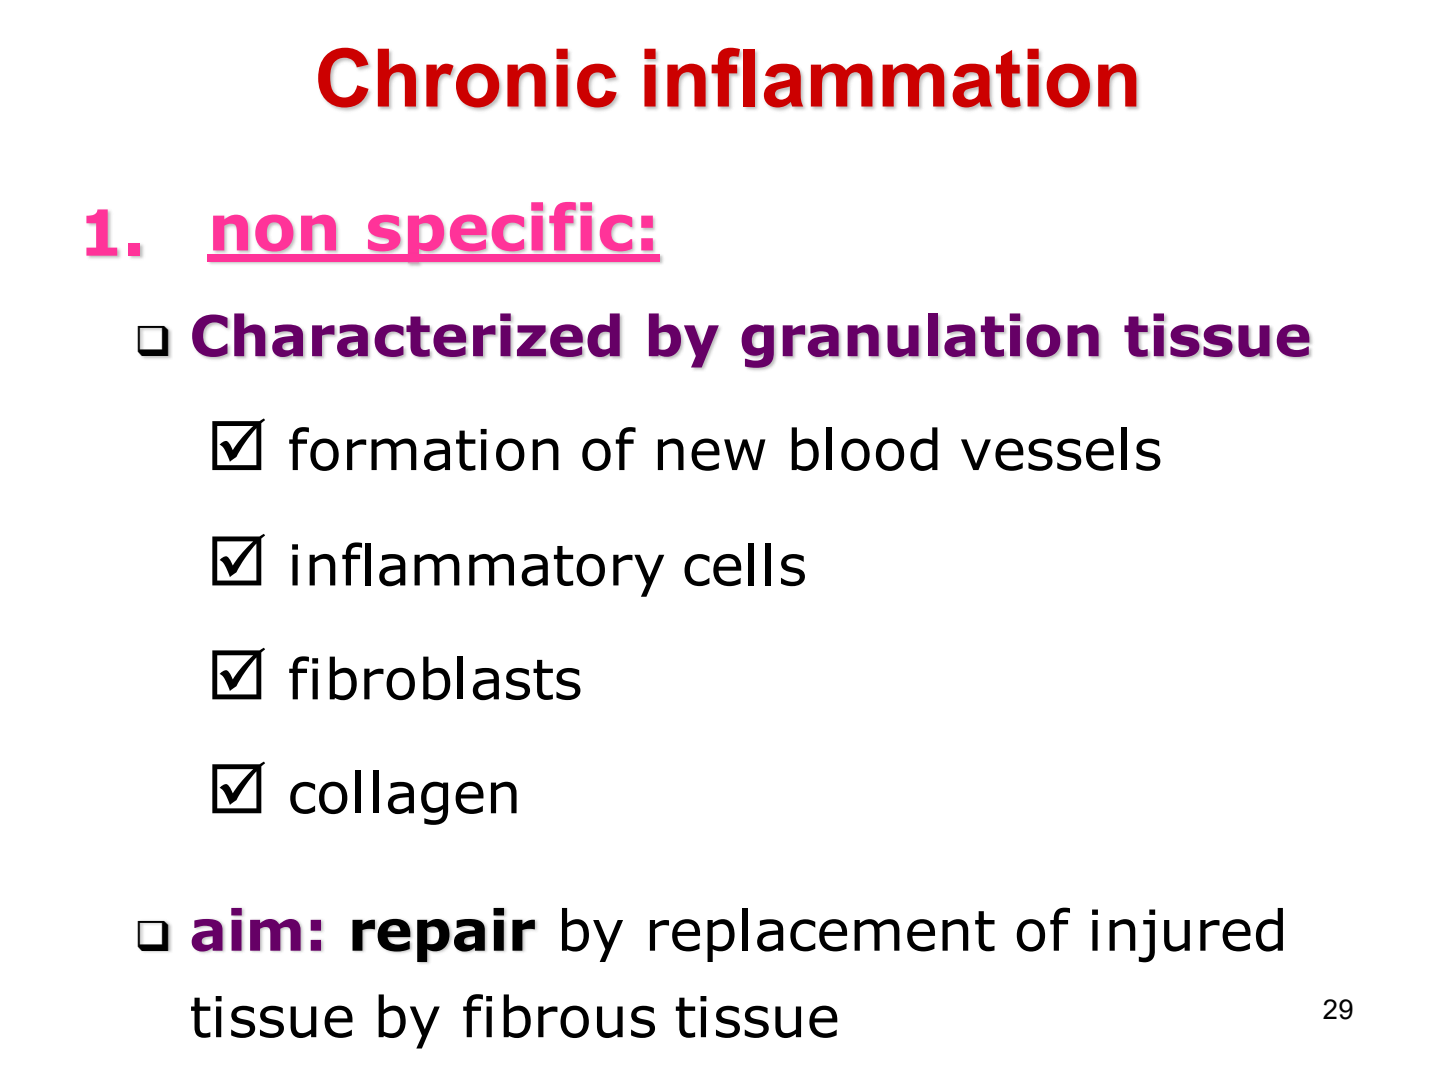 Chronic inflammation
1. non specific:
❑ Characterized by granulation tissue
☑ formation of new blood vessels
☑ inflammatory cells
☑ fibroblasts
☑ collagen
❑ aim: repair by replacement of injured
tissue by fibrous tissue
29